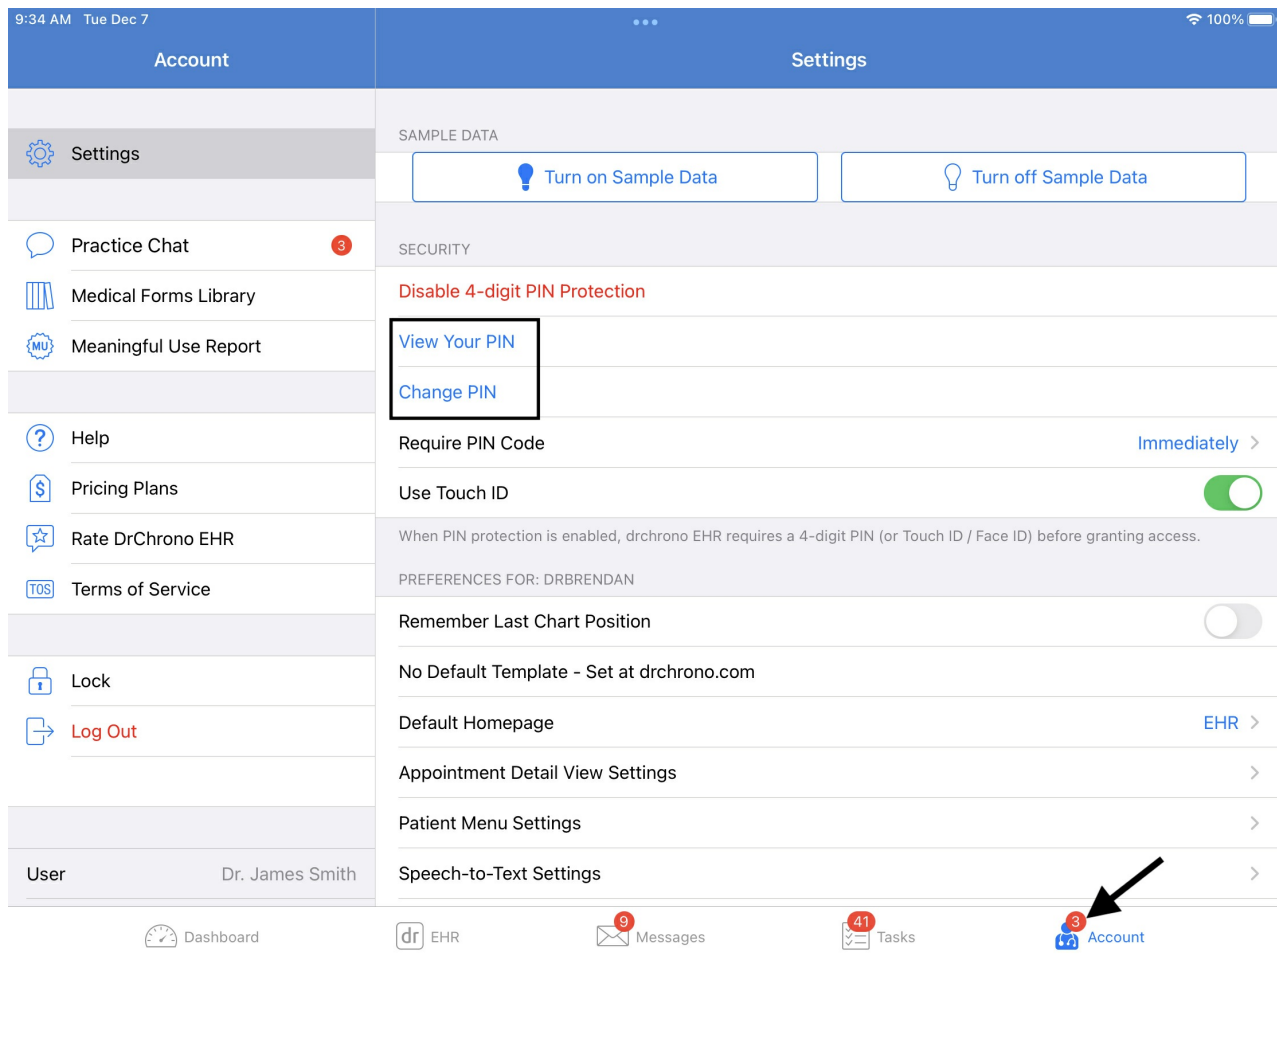 9:34 AM Tue Dec 7
100%
Account
Settings
Settings
Practice Chat 3
Medical Forms Library
MU Meaningful Use Report
? Help
$ Pricing Plans
Rate DrChrono EHR
TOS Terms of Service
Lock
Log Out
User Dr. James Smith
SAMPLE DATA
Turn on Sample Data
Turn off Sample Data
SECURITY
Disable 4-digit PIN Protection
View Your PIN
Change PIN
Require PIN Code Immediately
Use Touch ID
When PIN protection is enabled, drchrono EHR requires a 4-digit PIN (or Touch ID / Face ID) before granting access.
PREFERENCES FOR: DRBRENDAN
Remember Last Chart Position
No Default Template - Set at drchrono.com
Default Homepage EHR
Appointment Detail View Settings
Patient Menu Settings
Speech-to-Text Settings
Dashboard
dr EHR
9 Messages
41 Tasks
3 Account